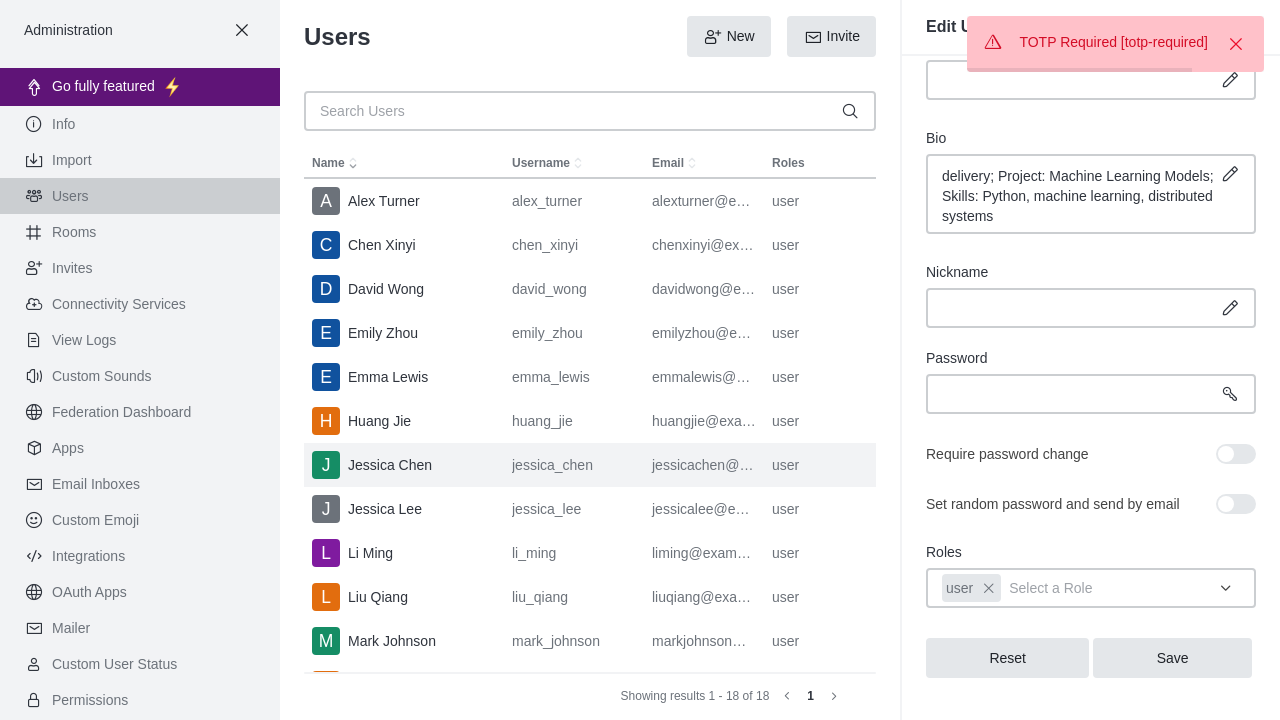 Administration
Go fully featured
Info
Import
Users
Rooms
Invites
Connectivity Services
View Logs
Custom Sounds
Federation Dashboard
Apps
Email Inboxes
Custom Emoji
Integrations
OAuth Apps
Mailer
Custom User Status
Permissions
Users
New
Invite
Search Users
Name Username Email Roles
A Alex Turner alex_turner alexturner@e… user
C Chen Xinyi chen_xinyi chenxinyi@ex… user
D David Wong david_wong davidwong@e… user
E Emily Zhou emily_zhou emilyzhou@e… user
E Emma Lewis emma_lewis emmalewis@… user
H Huang Jie huang_jie huangjie@exa… user
J Jessica Chen jessica_chen jessicachen@… user
J Jessica Lee jessica_lee jessicalee@e… user
L Li Ming li_ming liming@exam… user
L Liu Qiang liu_qiang liuqiang@exa… user
M Mark Johnson mark_johnson markjohnson… user
Showing results 1 - 18 of 18 1
Edit U
TOTP Required [totp-required]
Bio
delivery; Project: Machine Learning Models;
Skills: Python, machine learning, distributed
systems
Nickname
Password
Require password change
Set random password and send by email
Roles
user Select a Role
Reset Save